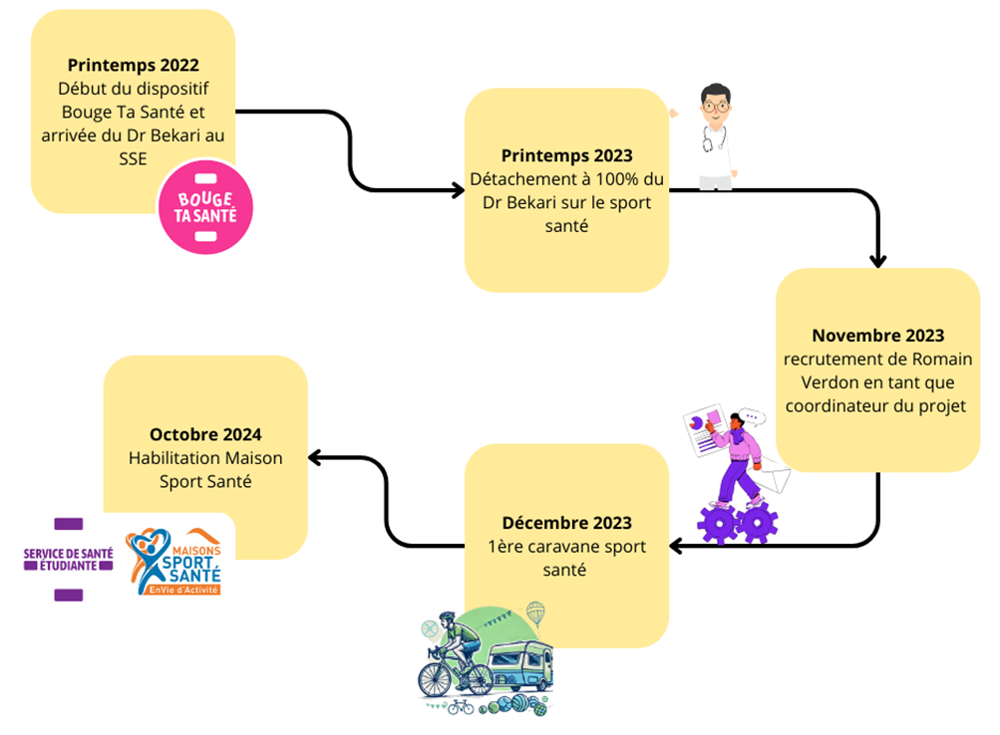 Printemps 2022
Début du dispositif
Bouge Ta Santé et
arrivée du Dr Bekari au
SSE
BOUGE
TA SANTÉ
Printemps 2023
Détachement à 100% du
Dr Bekari sur le sport
santé
Novembre 2023
recrutement de Romain
Verdon en tant que
coordinateur du projet
Décembre 2023
1ère caravane sport
santé
Octobre 2024
Habilitation Maison
Sport Santé
SERVICE DE SANTÉ
ÉTUDIANTE
MAISONS
SPORT
SANTÉ
EnVie d'Activité